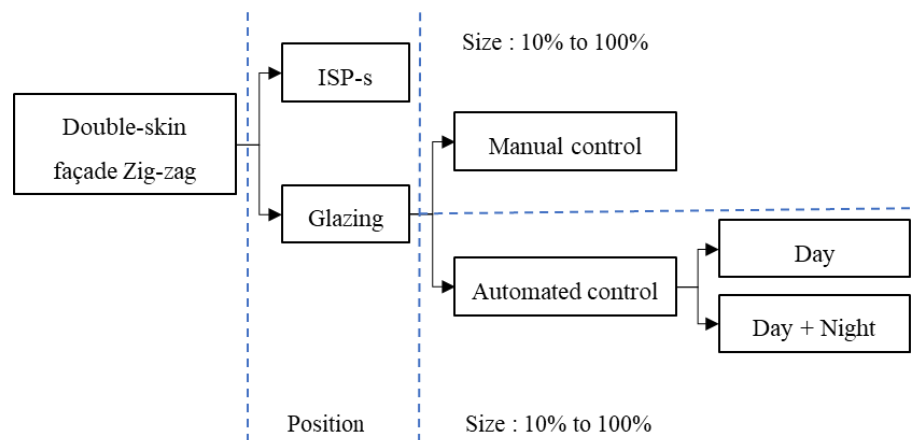 Size : 10% to 100%
ISP-s
Double-skin
façade Zig-zag
Manual control
Glazing
Day
Automated control
Day + Night
Position
Size : 10% to 100%